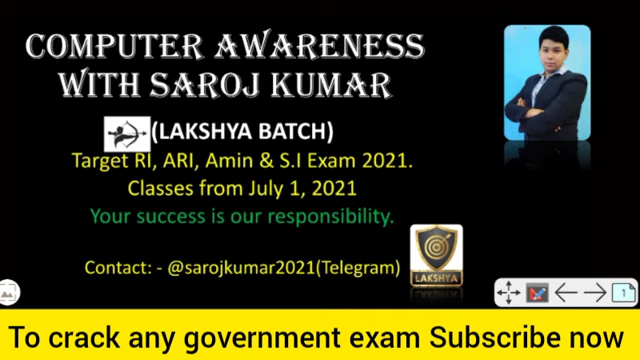 COMPUTER AWARENESS
WITH SAROJ KUMAR
(LAKSHYA BATCH)
Target RI, ARI, Amin & S.I Exam 2021.
Classes from July 1, 2021
Your success is our responsibility.
Contact: - @sarojkumar2021(Telegram)
LAKSHYA
1
To crack any government exam Subscribe now